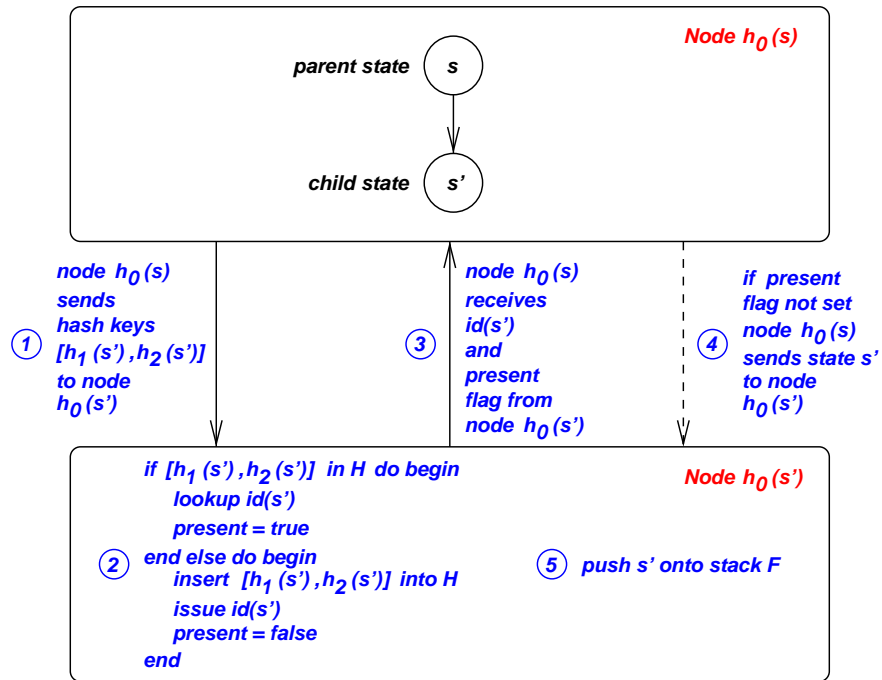 Node h0(s)
parent state s
child state s’
1
node h0(s)
sends
hash keys
[h1(s’),h2(s’)]
to node
h0(s’)
3
node h0(s)
receives
id(s’)
and
present
flag from
node h0(s’)
4
if present
flag not set
node h0(s)
sends state s’
to node
h0(s’)
Node h0(s’)
2
if [h1(s’),h2(s’)] in H do begin
lookup id(s’)
present = true
end else do begin
insert [h1(s’),h2(s’)] into H
issue id(s’)
present = false
end
5 push s’ onto stack F